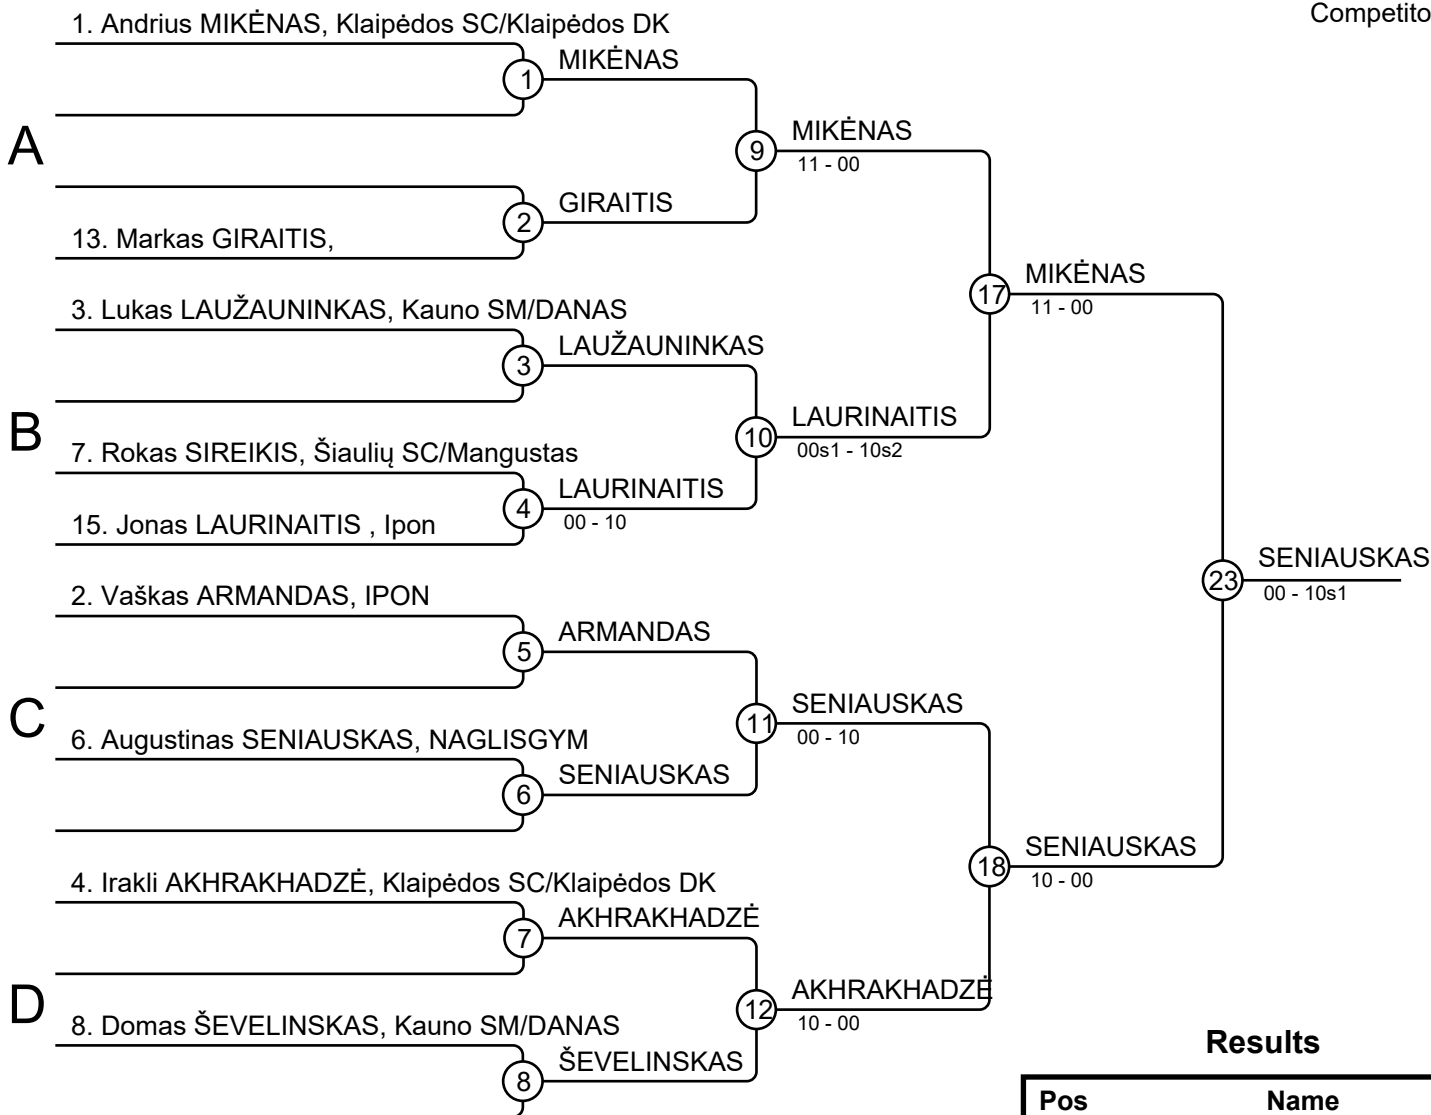 1. Andrius MIKĖNAS, Klaipėdos SC/Klaipėdos DK
Competito
1
MIKĖNAS
A
9
MIKĖNAS
11 - 00
2
GIRAITIS
13. Markas GIRAITIS,
17
MIKĖNAS
11 - 00
3. Lukas LAUŽAUNINKAS, Kauno SM/DANAS
3
LAUŽAUNINKAS
B
10
LAURINAITIS
00s1 - 10s2
7. Rokas SIREIKIS, Šiaulių SC/Mangustas
4
LAURINAITIS
00 - 10
15. Jonas LAURINAITIS , Ipon
23
SENIAUSKAS
00 - 10s1
2. Vaškas ARMANDAS, IPON
5
ARMANDAS
C
11
SENIAUSKAS
00 - 10
6. Augustinas SENIAUSKAS, NAGLISGYM
6
SENIAUSKAS
18
SENIAUSKAS
10 - 00
4. Irakli AKHRAKHADZĖ, Klaipėdos SC/Klaipėdos DK
7
AKHRAKHADZĖ
D
12
AKHRAKHADZĖ
10 - 00
8. Domas ŠEVELINSKAS, Kauno SM/DANAS
8
ŠEVELINSKAS
Results
Pos Name